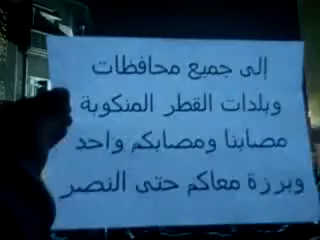 إلى جميع محافظات
وبلدات القطر المنكوبة
مصابنا ومصابكم واحد
وبرزة معاكم حتى النصر